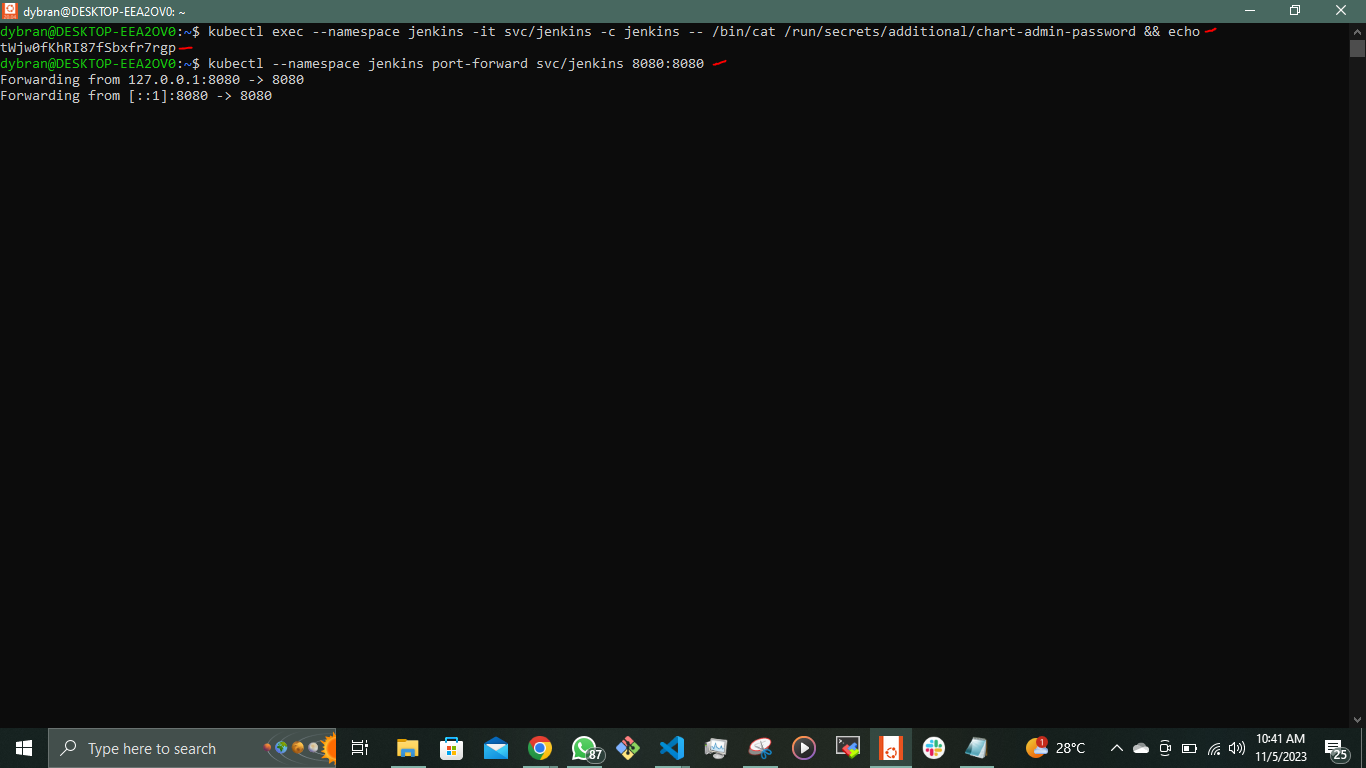 dybran@DESKTOP-EEA2OV0: ~
dybran@DESKTOP-EEA2OV0:~$ kubectl exec --namespace jenkins -it svc/jenkins -c jenkins -- /bin/cat /run/secrets/additional/chart-admin-password && echo
tWjw0fKhRI87fSbxfr7rgp
dybran@DESKTOP-EEA2OV0:~$ kubectl --namespace jenkins port-forward svc/jenkins 8080:8080
Forwarding from 127.0.0.1:8080 -> 8080
Forwarding from [::1]:8080 -> 8080
Type here to search
87
1
28°C
10:41 AM
11/5/2023
25